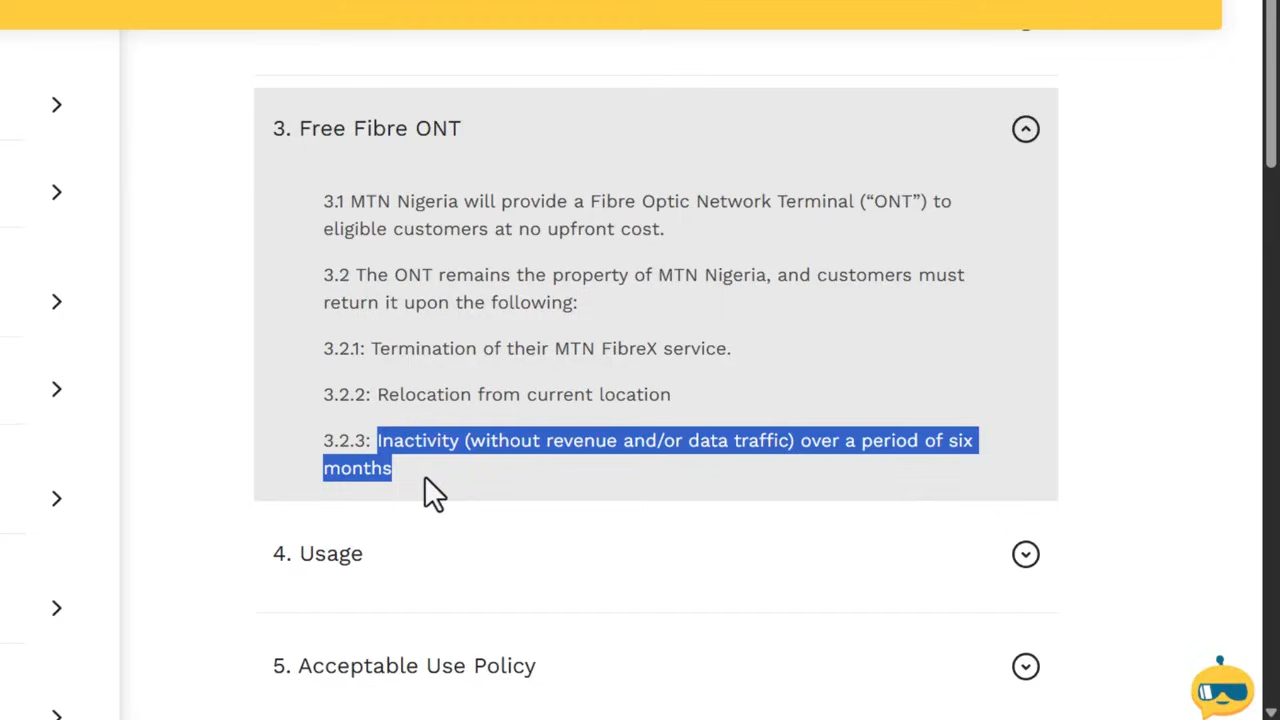 3. Free Fibre ONT
3.1 MTN Nigeria will provide a Fibre Optic Network Terminal (“ONT”) to
eligible customers at no upfront cost.
3.2 The ONT remains the property of MTN Nigeria, and customers must
return it upon the following:
3.2.1: Termination of their MTN FibreX service.
3.2.2: Relocation from current location
3.2.3: Inactivity (without revenue and/or data traffic) over a period of six
months
4. Usage
5. Acceptable Use Policy